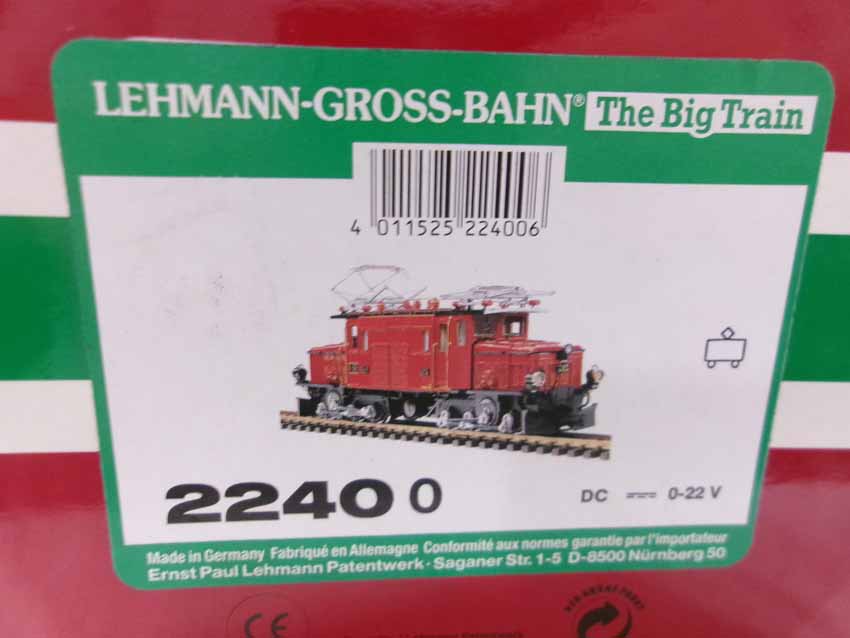 LEHMANN-GROSS-BAHN® The Big Train
4 011525 224006
2240 0
DC 0-22 V
Made in Germany Fabriqué en Allemagne Conformité aux normes garantie par l'importateur
Ernst Paul Lehmann Patentwerk · Saganer Str. 1-5 D-8500 Nürnberg 50
CE